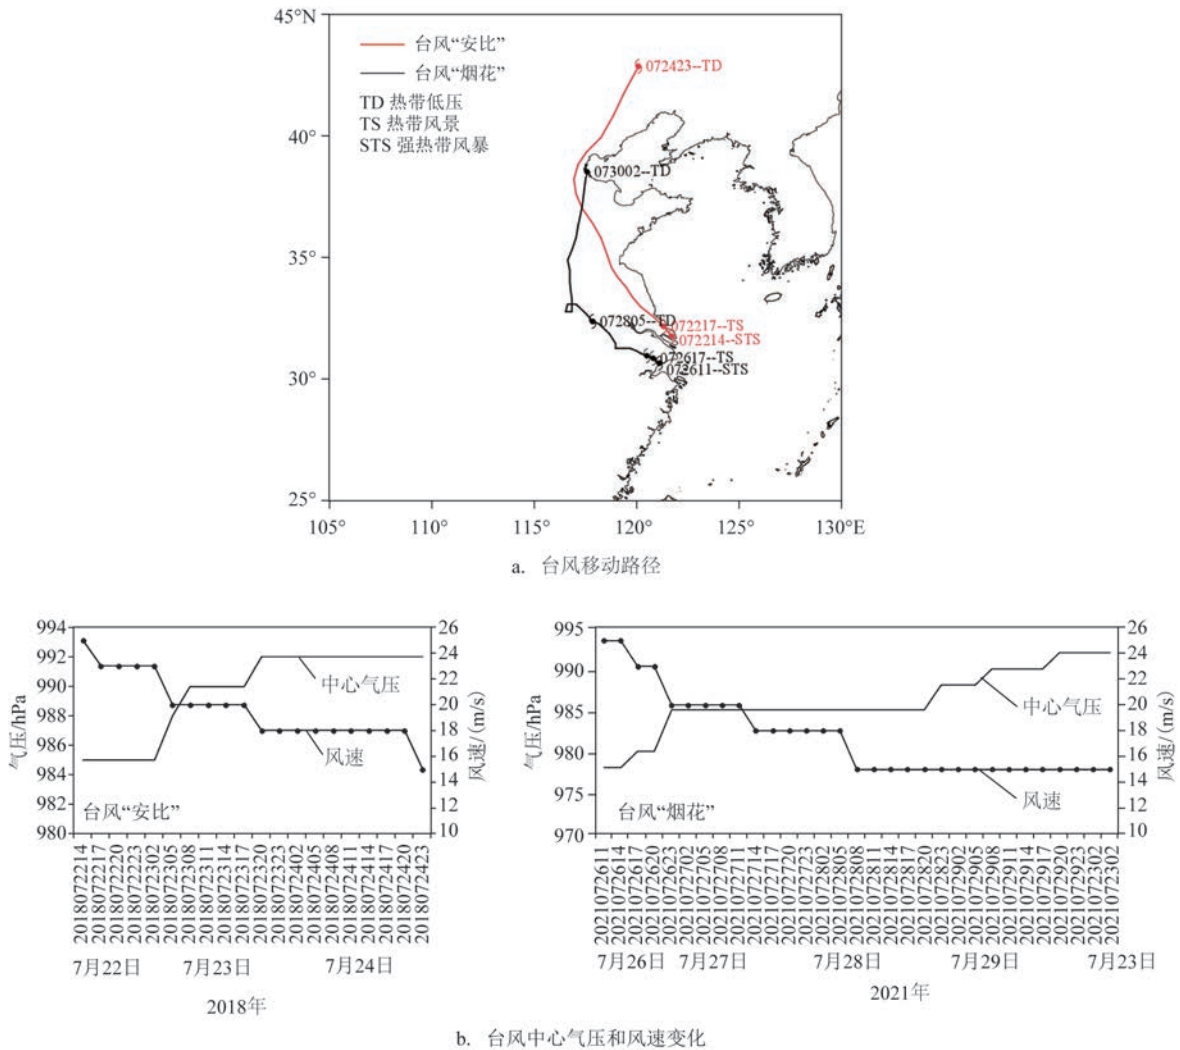 45°N
台风“安比”
台风“烟花”
TD 热带低压
TS 热带风景
STS 强热带风暴
072423--TD
40°
073002--TD
35°
072805--TD
072217--TS
072214--STS
072617--TS
072611--STS
30°
25°
105° 110° 115° 120° 125° 130°E
a. 台风移动路径
994 992 990 988 986 984 982 980
气压/hPa
26 24 22 20 18 16 14 12 10
风速/(m/s)
中心气压
风速
台风“安比”
2018072214 2018072217 2018072220 2018072223 2018072302 2018072305 2018072308 2018072311 2018072314 2018072317 2018072320 2018072323 2018072402 2018072405 2018072408 2018072411 2018072414 2018072417 2018072420 2018072423
7月22日 7月23日 7月24日
2018年
995 990 985 980 975 970
气压/hPa
26 24 22 20 18 16 14 12 10
风速/(m/s)
中心气压
风速
台风“烟花”
2021072611 2021072614 2021072617 2021072620 2021072623 2021072702 2021072705 2021072708 2021072711 2021072714 2021072717 2021072720 2021072723 2021072802 2021072805 2021072808 2021072811 2021072814 2021072817 2021072820 2021072823 2021072902 2021072905 2021072908 2021072911 2021072914 2021072917 2021072920 2021072923 2021072302 2021072302
7月26日 7月27日 7月28日 7月29日 7月23日
2021年
b. 台风中心气压和风速变化